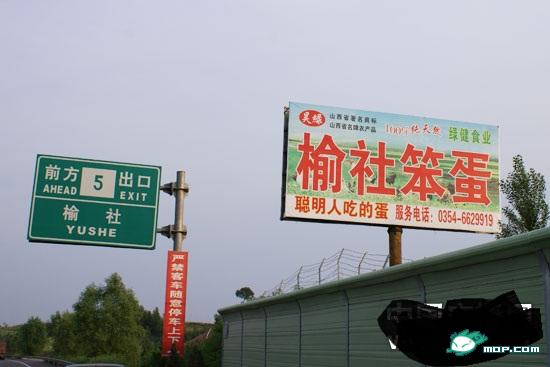 前方 5 出口
AHEAD EXIT
榆社
YUSHE
严禁客车随意停车上下
昊绿
山西省著名商标
山西省名牌农产品
100%纯天然
绿健食业
榆社笨蛋
聪明人吃的蛋
服务电话：0354-6629919
MOP.COM